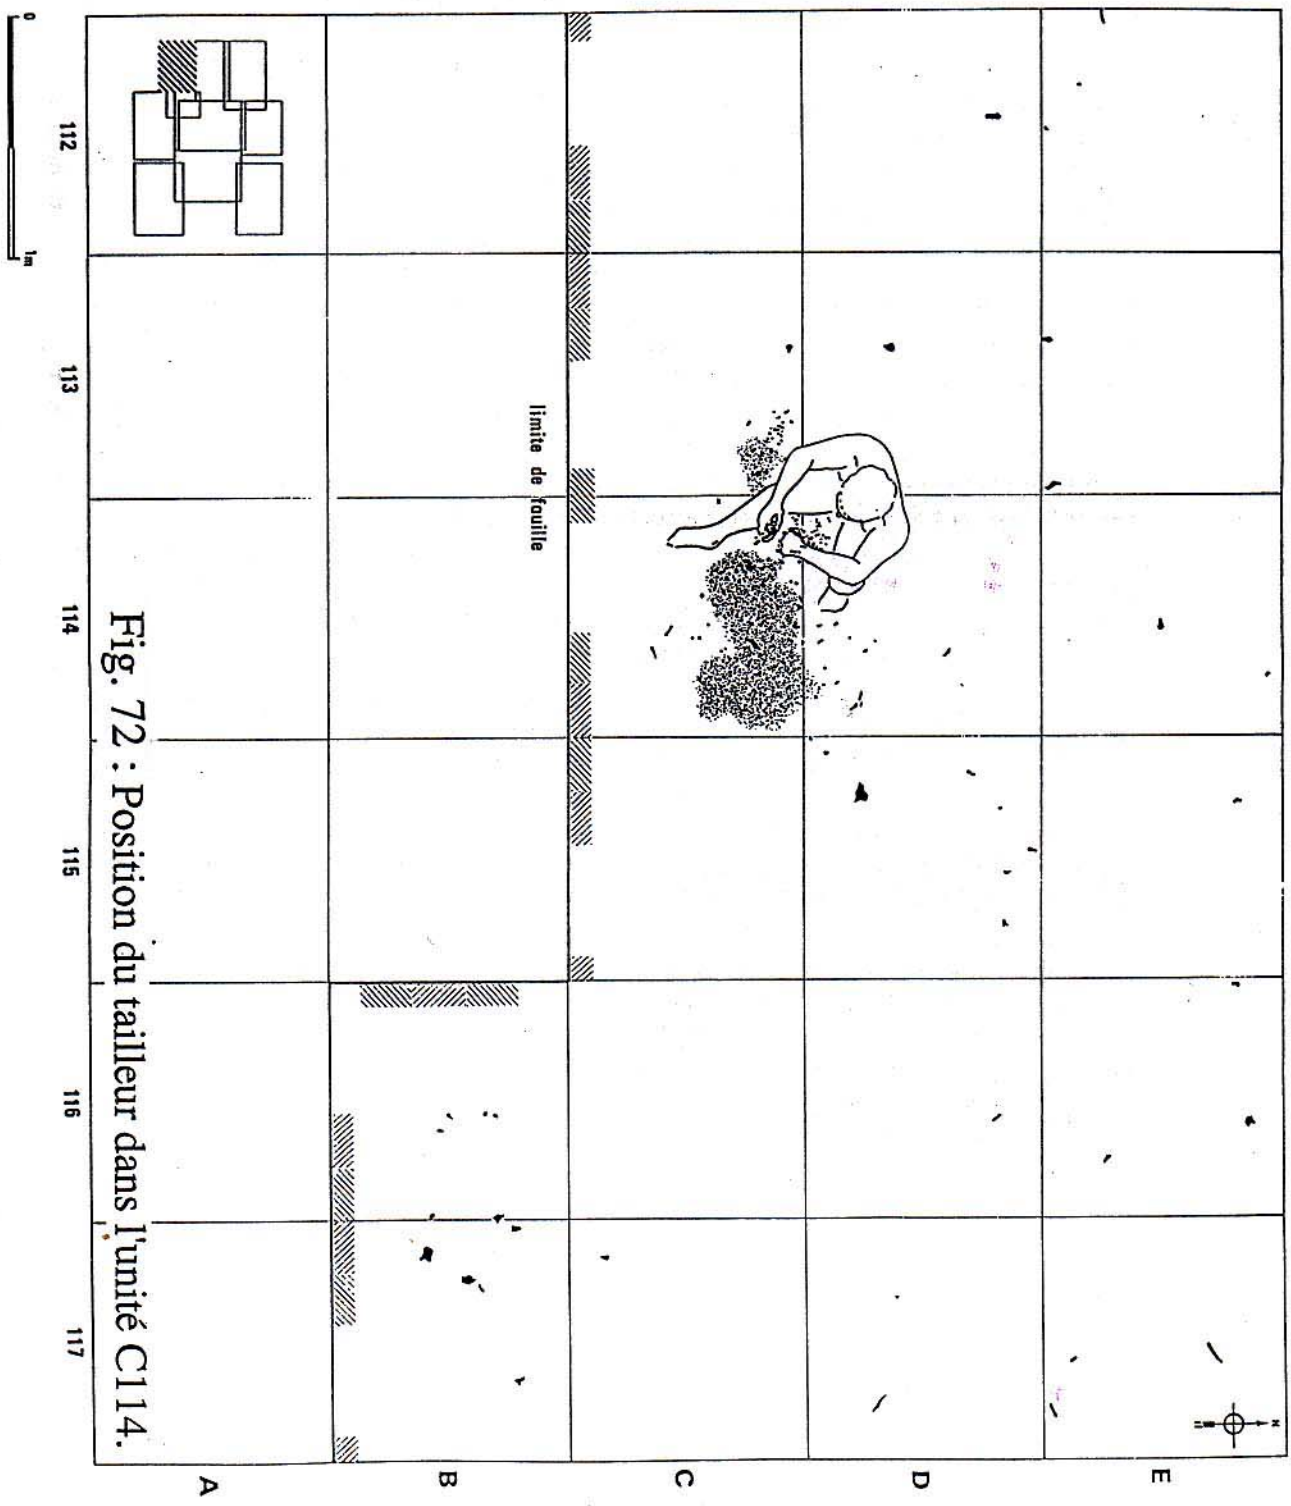 E
D
C
B
A
N
limite de fouille
112
113
114
115
116
117
Fig. 72 : Position du tailleur dans l'unité C114.
0
1m